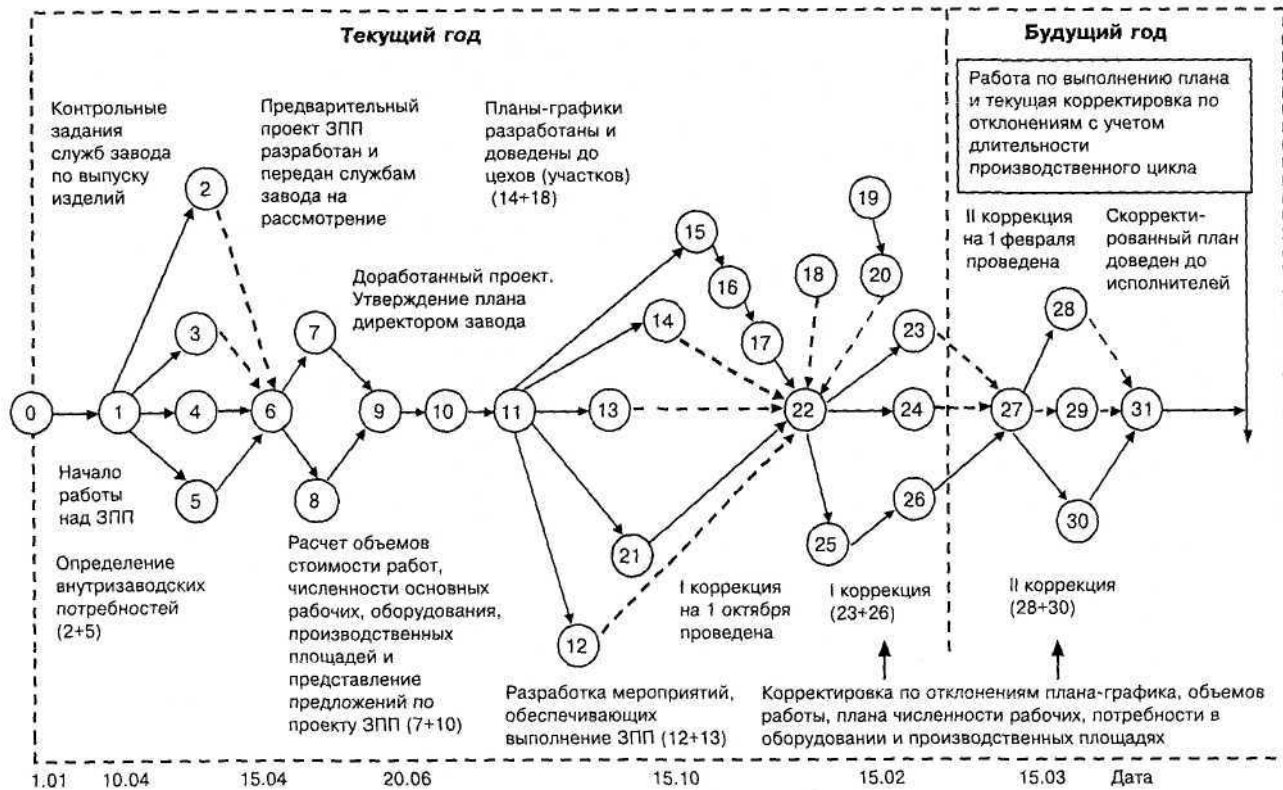 Текущий год
Будущий год
Контрольные
задания
служб завода
по выпуску
изделий
Предварительный
проект ЗПП
разработан и
передан службам
завода на
рассмотрение
Планы-графики
разработаны и
доведены до
цехов (участков)
(14+18)
Работа по выполнению плана
и текущая корректировка по
отклонениям с учетом
длительности
производственного цикла
II коррекция
на 1 февраля
проведена
Скорректи-
рованный план
доведен до
исполнителей
Доработанный проект.
Утверждение плана
директором завода
0
1
2
3
4
5
6
7
8
9
10
11
12
13
14
15
16
17
18
19
20
21
22
23
24
25
26
27
28
29
30
31
Начало
работы
над ЗПП
Определение
внутризаводских
потребностей
(2+5)
Расчет объемов
стоимости работ,
численности основных
рабочих, оборудования,
производственных
площадей и
представление
предложений по
проекту ЗПП (7+10)
Разработка мероприятий,
обеспечивающих
выполнение ЗПП (12+13)
I коррекция
на 1 октября
проведена
I коррекция
(23+26)
II коррекция
(28+30)
Корректировка по отклонениям плана-графика, объемов
работы, плана численности рабочих, потребности в
оборудовании и производственных площадях
1.01 10.04 15.04 20.06 15.10 15.02 15.03 Дата